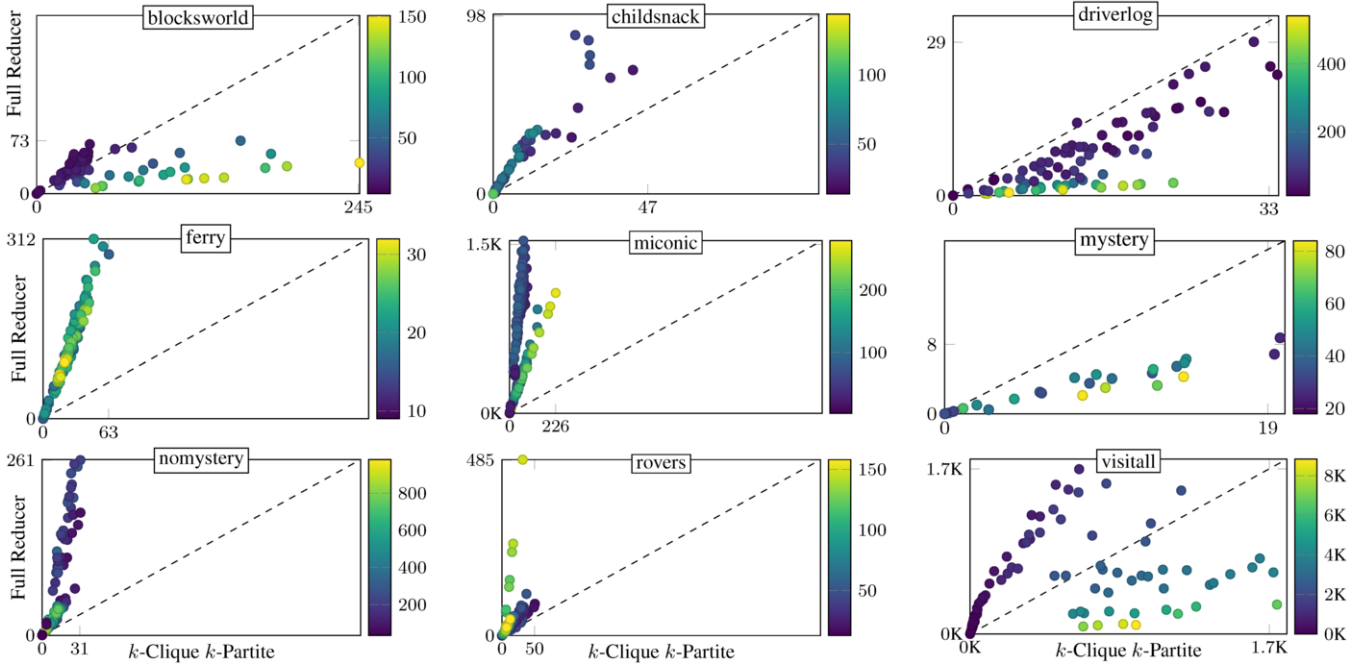 blocksworld
Full Reducer
73
0
0
245
150
100
50
childsnack
98
0
0
47
100
50
driverlog
29
0
0
33
400
200
ferry
Full Reducer
312
0
0
63
30
20
10
miconic
1.5K
0K
0
226
200
100
mystery
8
0
0
19
80
60
40
20
nomystery
Full Reducer
261
0
0
31
k-Clique k-Partite
800
600
400
200
rovers
485
0
0
50
k-Clique k-Partite
150
100
50
visitall
1.7K
0K
0K
1.7K
k-Clique k-Partite
8K
6K
4K
2K
0K